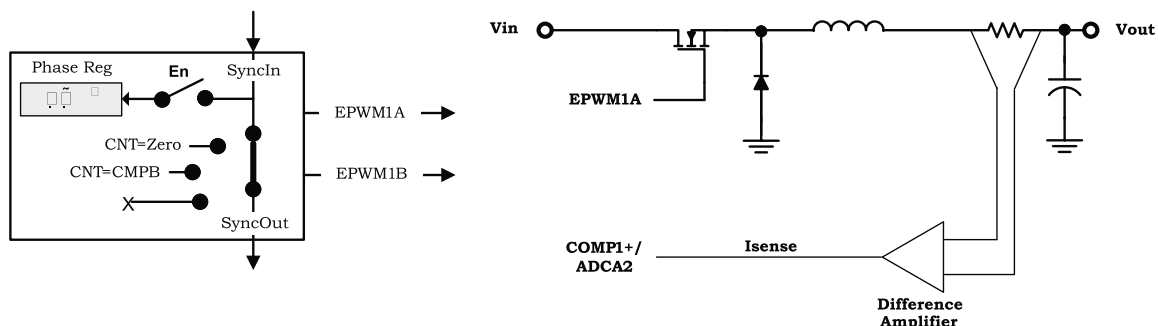 Phase Reg
En
SyncIn
CNT=Zero
CNT=CMPB
X
SyncOut
EPWM1A
EPWM1B
Vin
Vout
EPWM1A
COMP1+/
ADCA2
Isense
Difference
Amplifier